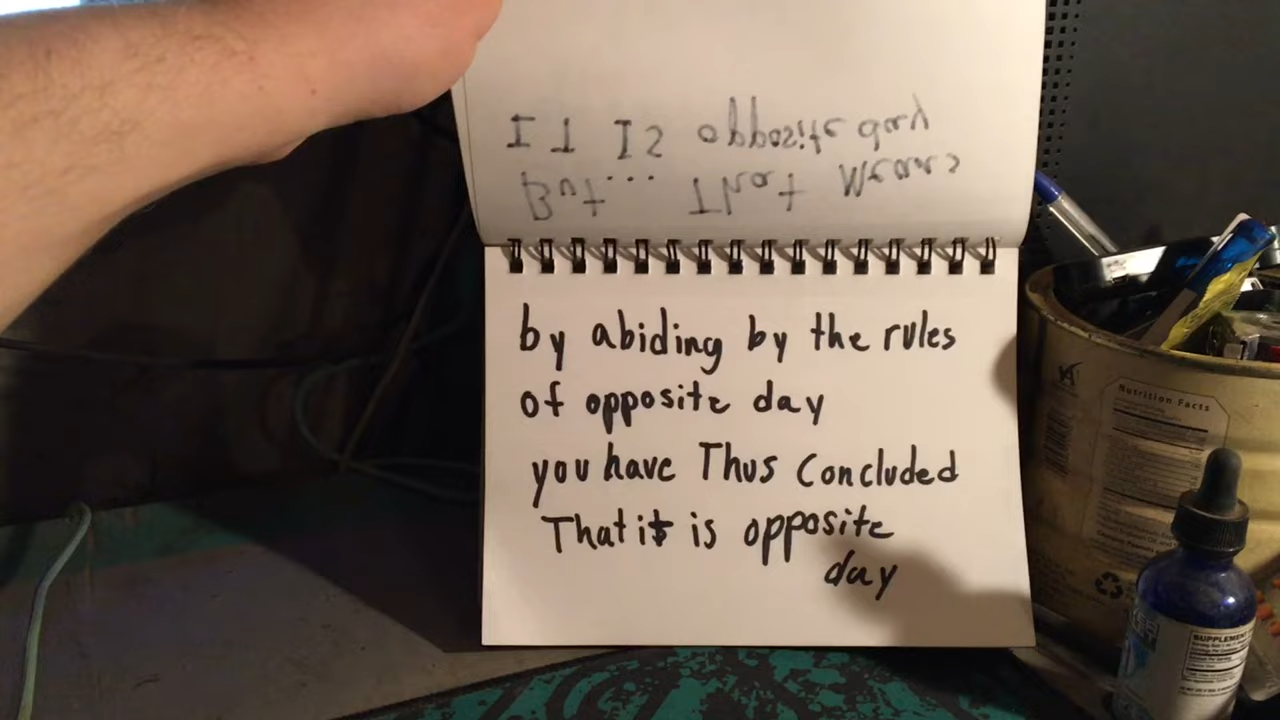 But... That Means
It Is opposite day
by abiding by the rules
of opposite day
you have Thus Concluded
That it is opposite
day
Nutrition Facts
SUPPLEMENT